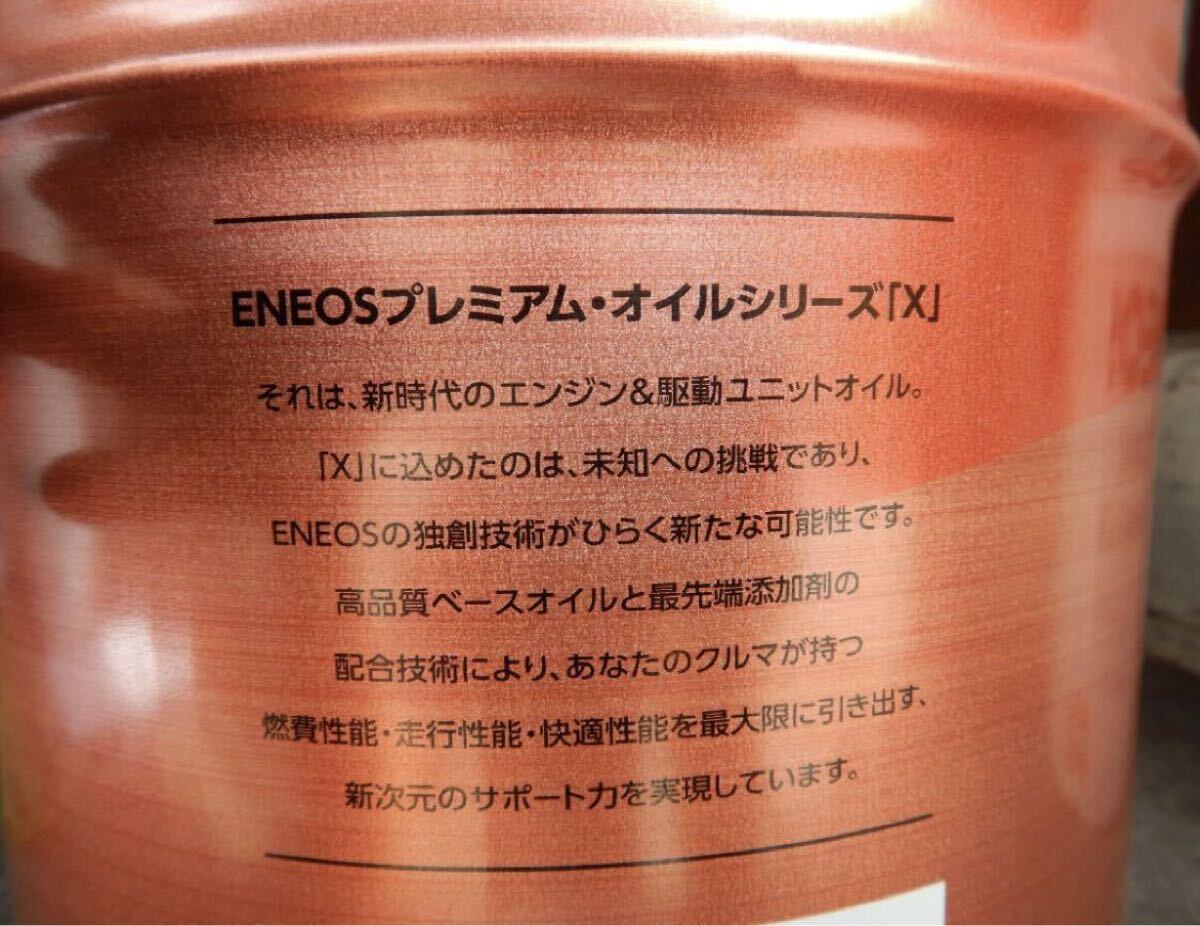 ENEOSプレミアム・オイルシリーズ「X」
それは、新時代のエンジン&駆動ユニットオイル。
「X」に込めたのは、未知への挑戦であり、
ENEOSの独創技術がひらく新たな可能性です。
高品質ベースオイルと最先端添加剤の
配合技術により、あなたのクルマが持つ
燃費性能・走行性能・快適性能を最大限に引き出す、
新次元のサポート力を実現しています。